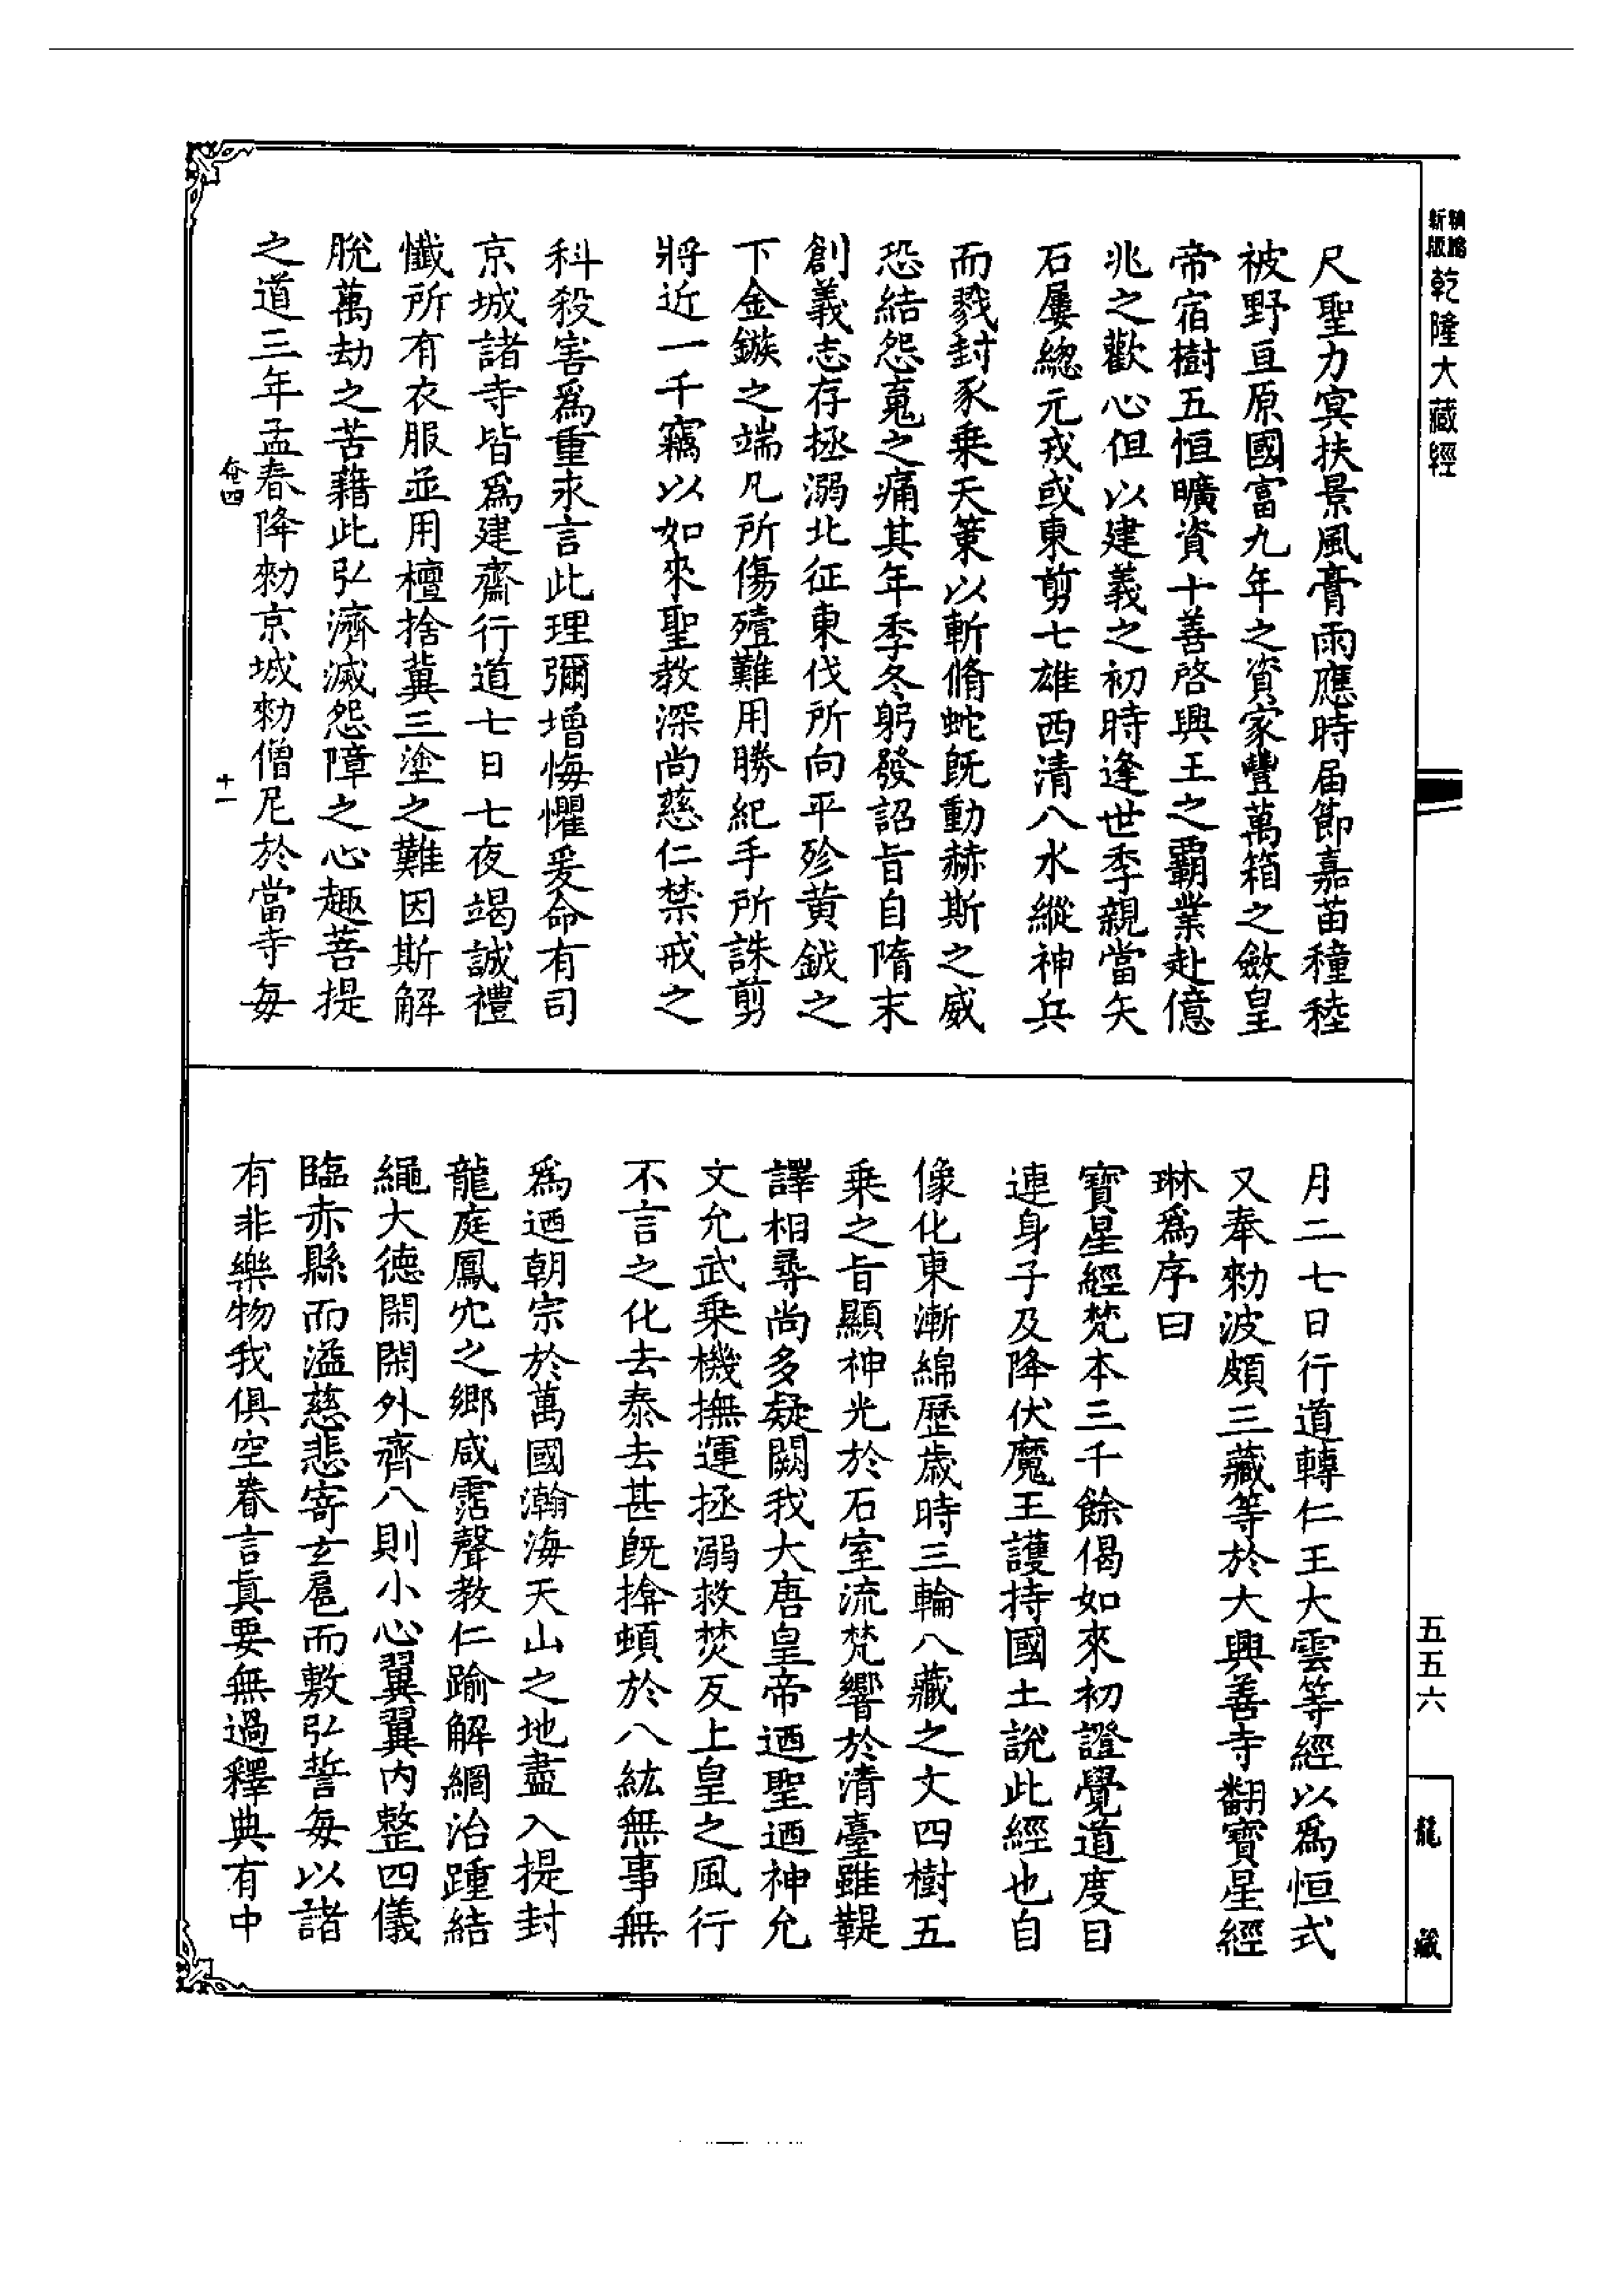 精縮新版乾隆大藏經
尺聖力冥扶景風膏雨應時届節嘉苗穜稑
被野亘原國富九年之資家豐萬箱之斂皇
帝宿樹五恒曠資十善啓興王之覇業赴億
兆之歡心但以建義之初時逢世季親當矢
石屢總元戎或東剪七雄西清八水縱神兵
而戮封豕乗天策以斬脩蛇既動赫斯之威
恐結怨䰟之痛其年季冬躬發詔旨自隋末
創義志存拯溺北征東伐所向平殄黄鉞之
下金鏃之端凡所傷殪難用勝紀手所誅剪
將近一千竊以如來聖教深尚慈仁禁戒之
科殺害爲重永言此理彌增悔懼爰命有司
京城諸寺皆爲建齋行道七日七夜竭誠禮
懺所有衣服並用檀捨冀三塗之難因斯解
脫萬劫之苦藉此弘濟滅怨障之心趣菩提
之道三年孟春降勑京城勑僧尼於當寺每
卷四
十一
月二七日行道轉仁王大雲等經以爲恒式
又奉勑波頗三藏等於大興善寺翻寶星經
琳爲序曰
寶星經梵本三千餘偈如來初證覺道度目
連身子及降伏魔王護持國土說此經也自
像化東漸綿歷歲時三輪八藏之文四樹五
乗之旨顯神光於石室流梵響於清臺雖鞮
譯相尋尚多疑闕我大唐皇帝迺聖迺神允
文允武乗機撫運拯溺救焚反上皇之風行
不言之化去泰去甚既揜頓於八紘無事無
爲迺朝宗於萬國瀚海天山之地盡入提封
龍庭鳳穴之鄉咸霑聲教仁踰解網治踵結
繩大德閑閑外齊八則小心翼翼内整四儀
臨赤縣而溢慈悲寄玄扈而敷弘誓每以諸
有非樂物我俱空眷言眞要無過釋典有中
五五六
龍藏